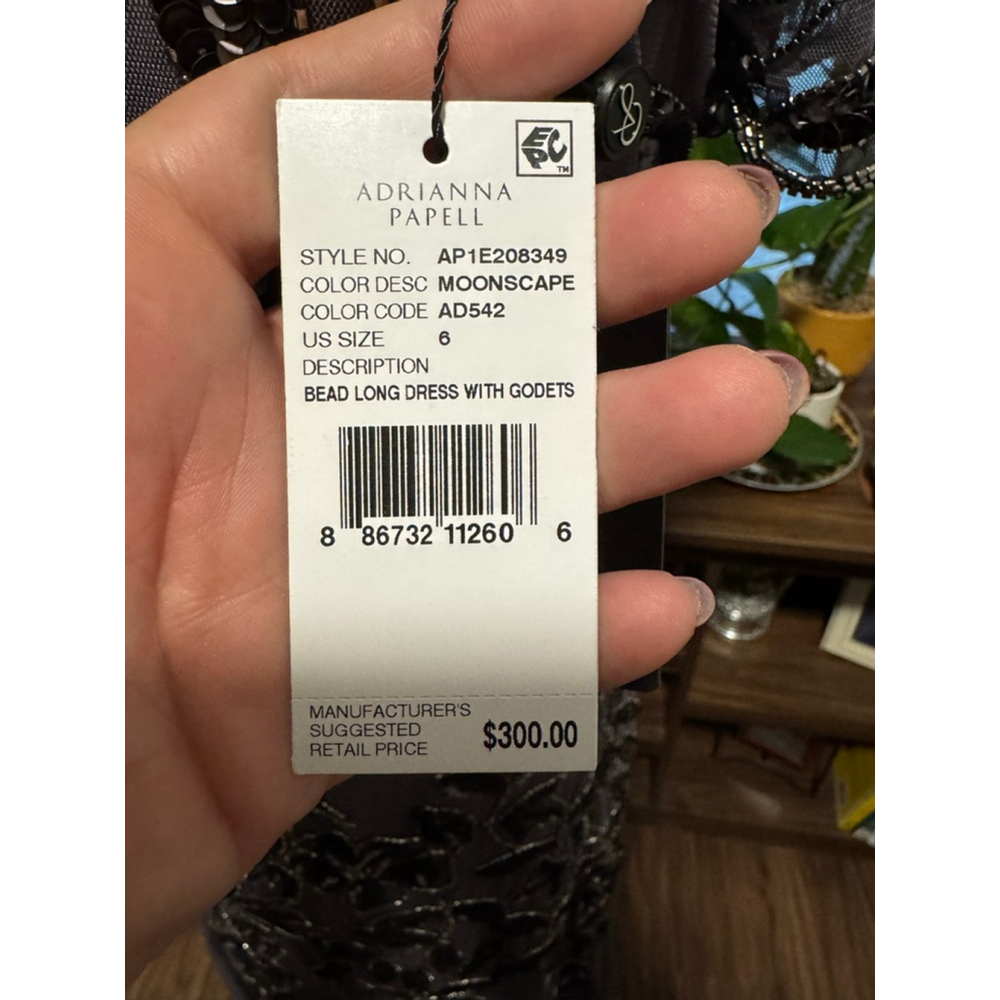 EPC
TM
ADRIANNA
PAPELL
STYLE NO. AP1E208349
COLOR DESC MOONSCAPE
COLOR CODE AD542
US SIZE 6
DESCRIPTION
BEAD LONG DRESS WITH GODETS
8 86732 11260 6
MANUFACTURER'S
SUGGESTED
RETAIL PRICE $300.00